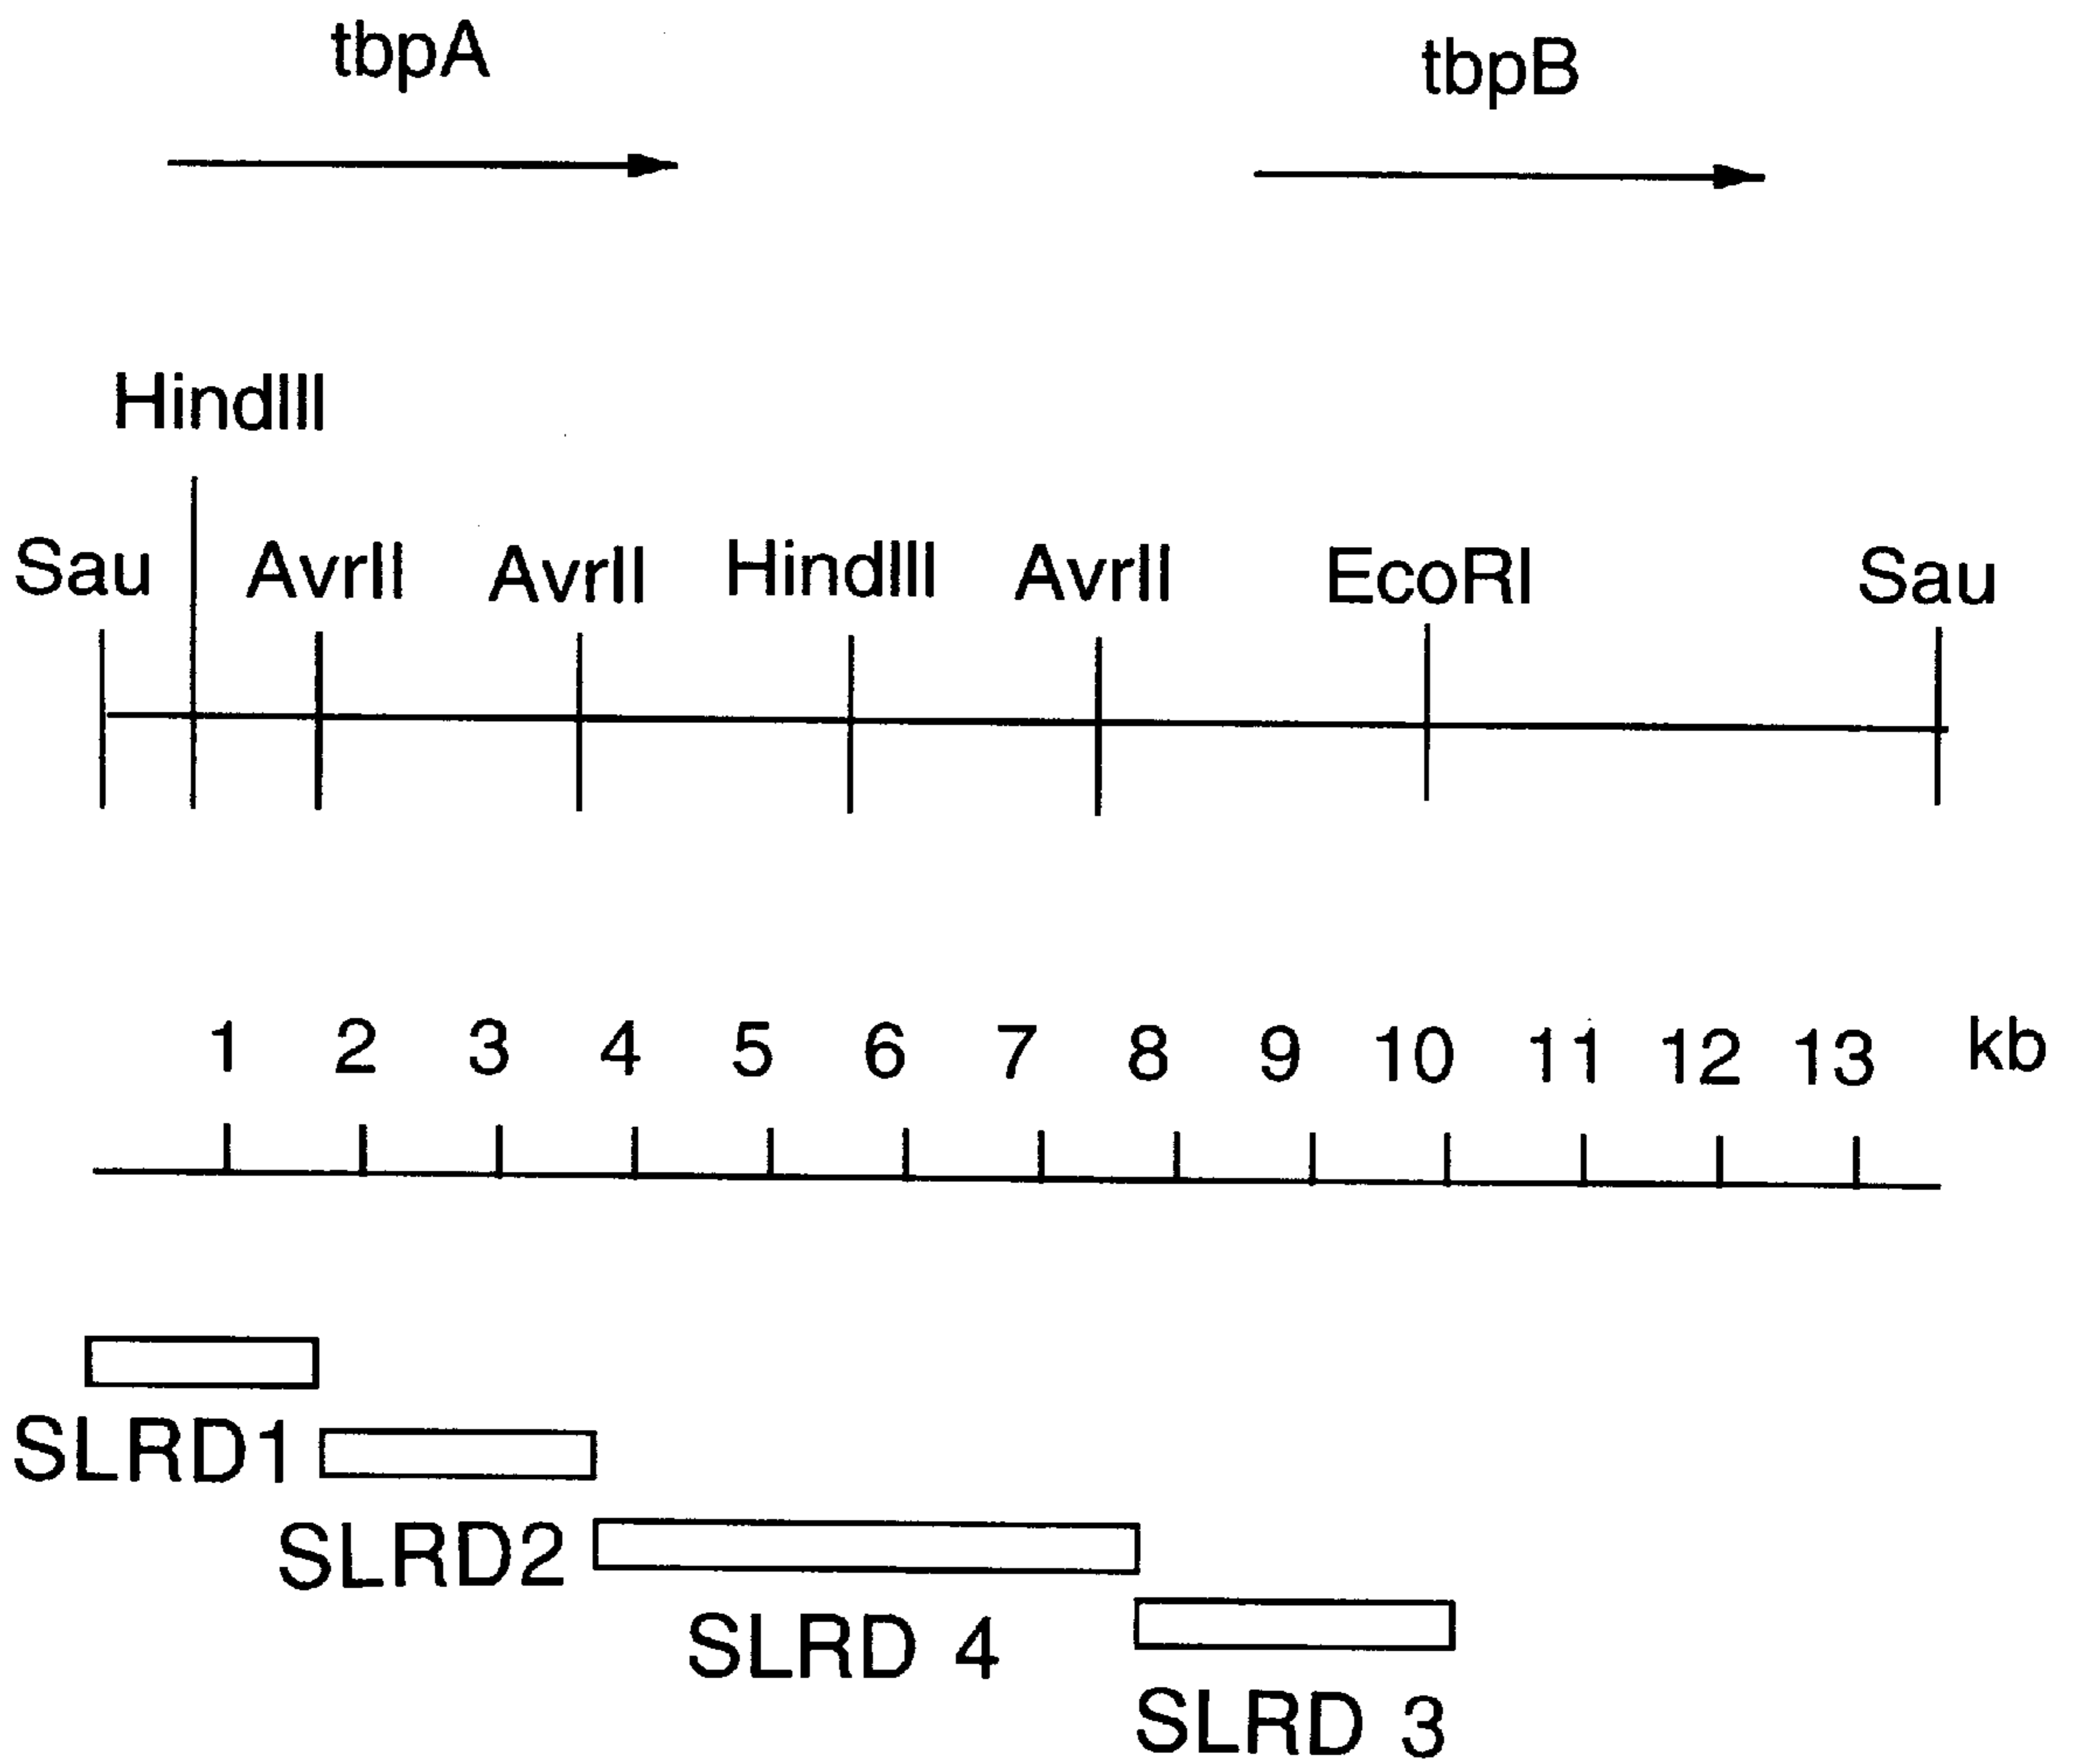 tbpA tbpB
HindIII
Sau AvrII AvrII HindIII AvrII EcoRI Sau
1 2 3 4 5 6 7 8 9 10 11 12 13 kb
SLRD1
SLRD2
SLRD 4
SLRD 3